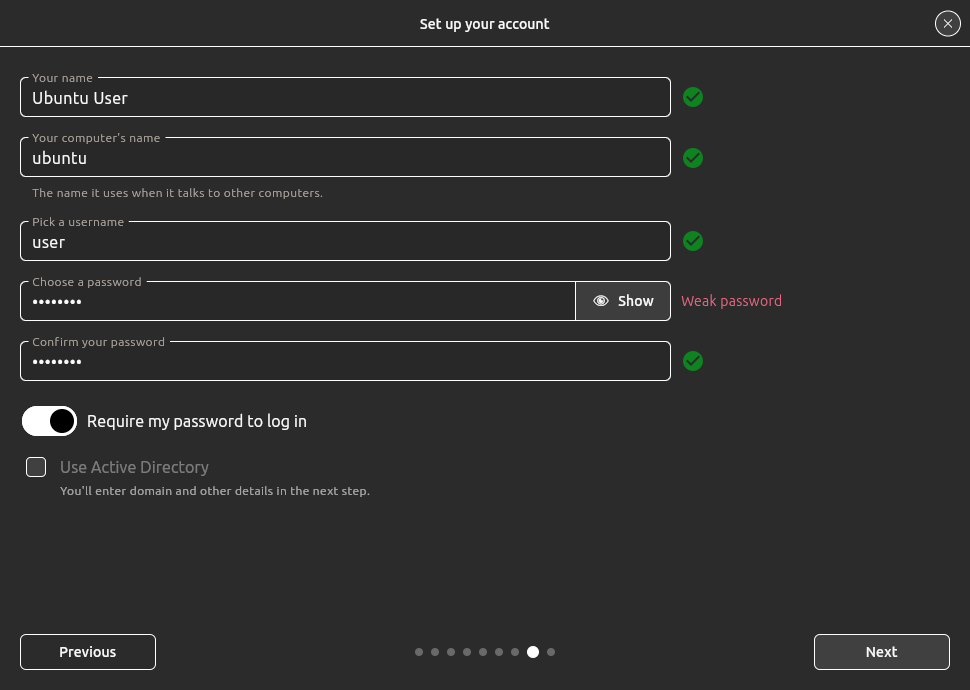 Set up your account
Your name
Ubuntu User
Your computer's name
ubuntu
The name it uses when it talks to other computers.
Pick a username
user
Choose a password
••••••••
Show
Weak password
Confirm your password
••••••••
Require my password to log in
Use Active Directory
You'll enter domain and other details in the next step.
Previous
Next